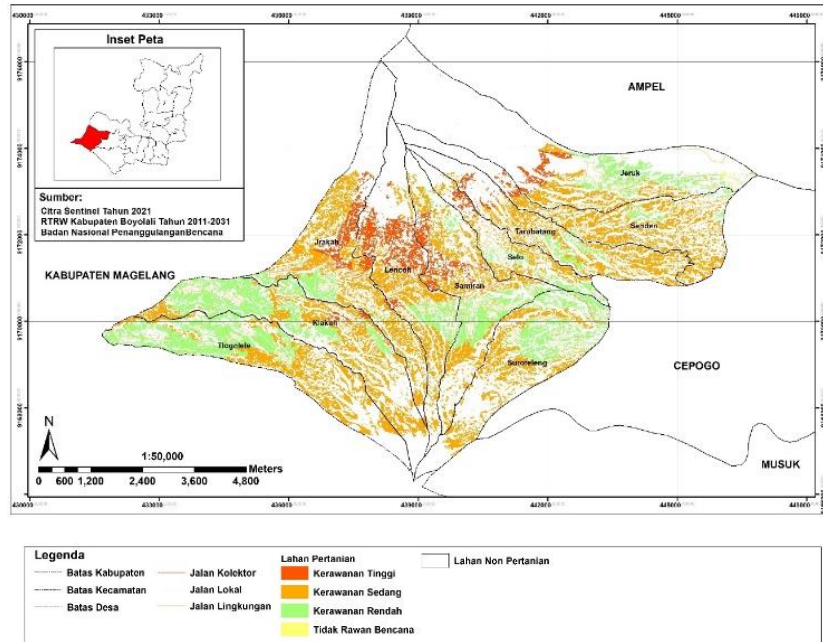 Inset Peta
Sumber:
Citra Sentinel Tahun 2021
RTRW Kabupaten Boyolali Tahun 2011-2031
Badan Nasional PenanggulanganBencana
AMPEL
Jeruk
Senden
Tarubatang
Selo
Jrakah
Lencoh
Samiran
KABUPATEN MAGELANG
Klakah
Tlogolele
Suroteleng
CEPOGO
MUSUK
N
1:50,000
Meters
0 600 1,200 2,400 3,600 4,800
Legenda
Batas Kabupaten
Batas Kecamatan
Batas Desa
Jalan Kolektor
Jalan Lokal
Jalan Lingkungan
Lahan Pertanian
Kerawanan Tinggi
Kerawanan Sedang
Kerawanan Rendah
Tidak Rawan Bencana
Lahan Non Pertanian